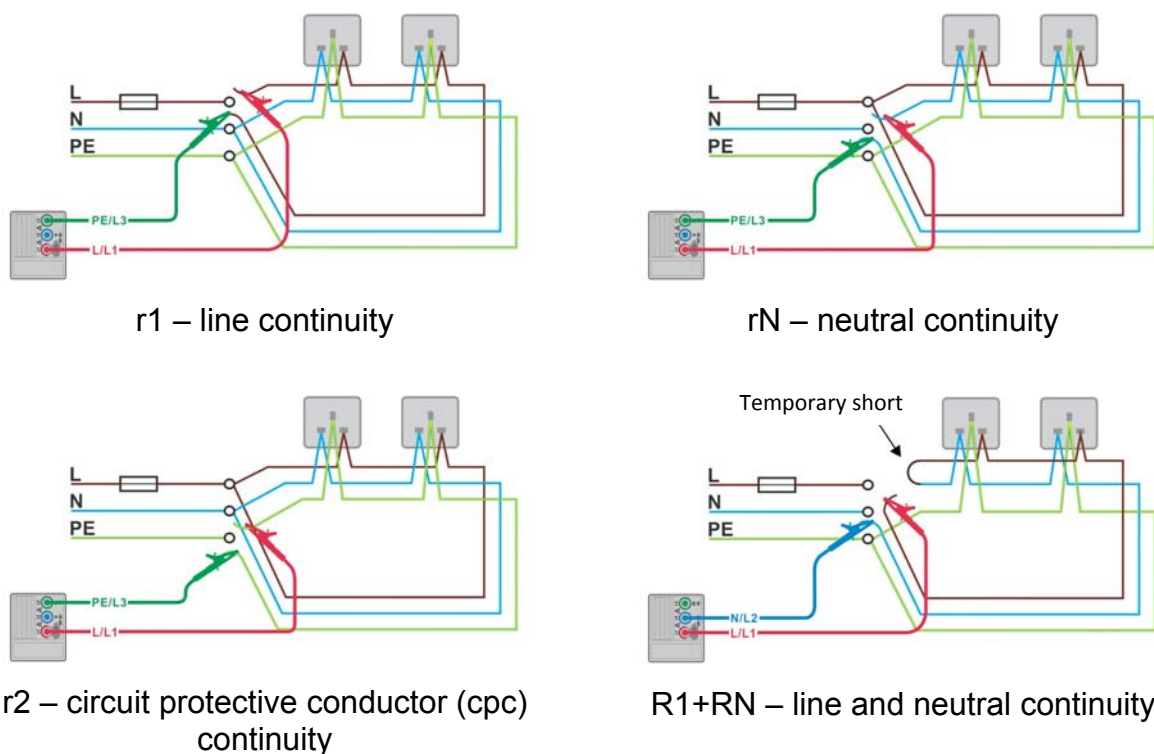 L
N
PE
PE/L3
L/L1
r1 – line continuity
L
N
PE
PE/L3
L/L1
rN – neutral continuity
L
N
PE
PE/L3
L/L1
r2 – circuit protective conductor (cpc)
continuity
Temporary short
L
N
PE
N/L2
L/L1
R1+RN – line and neutral continuity